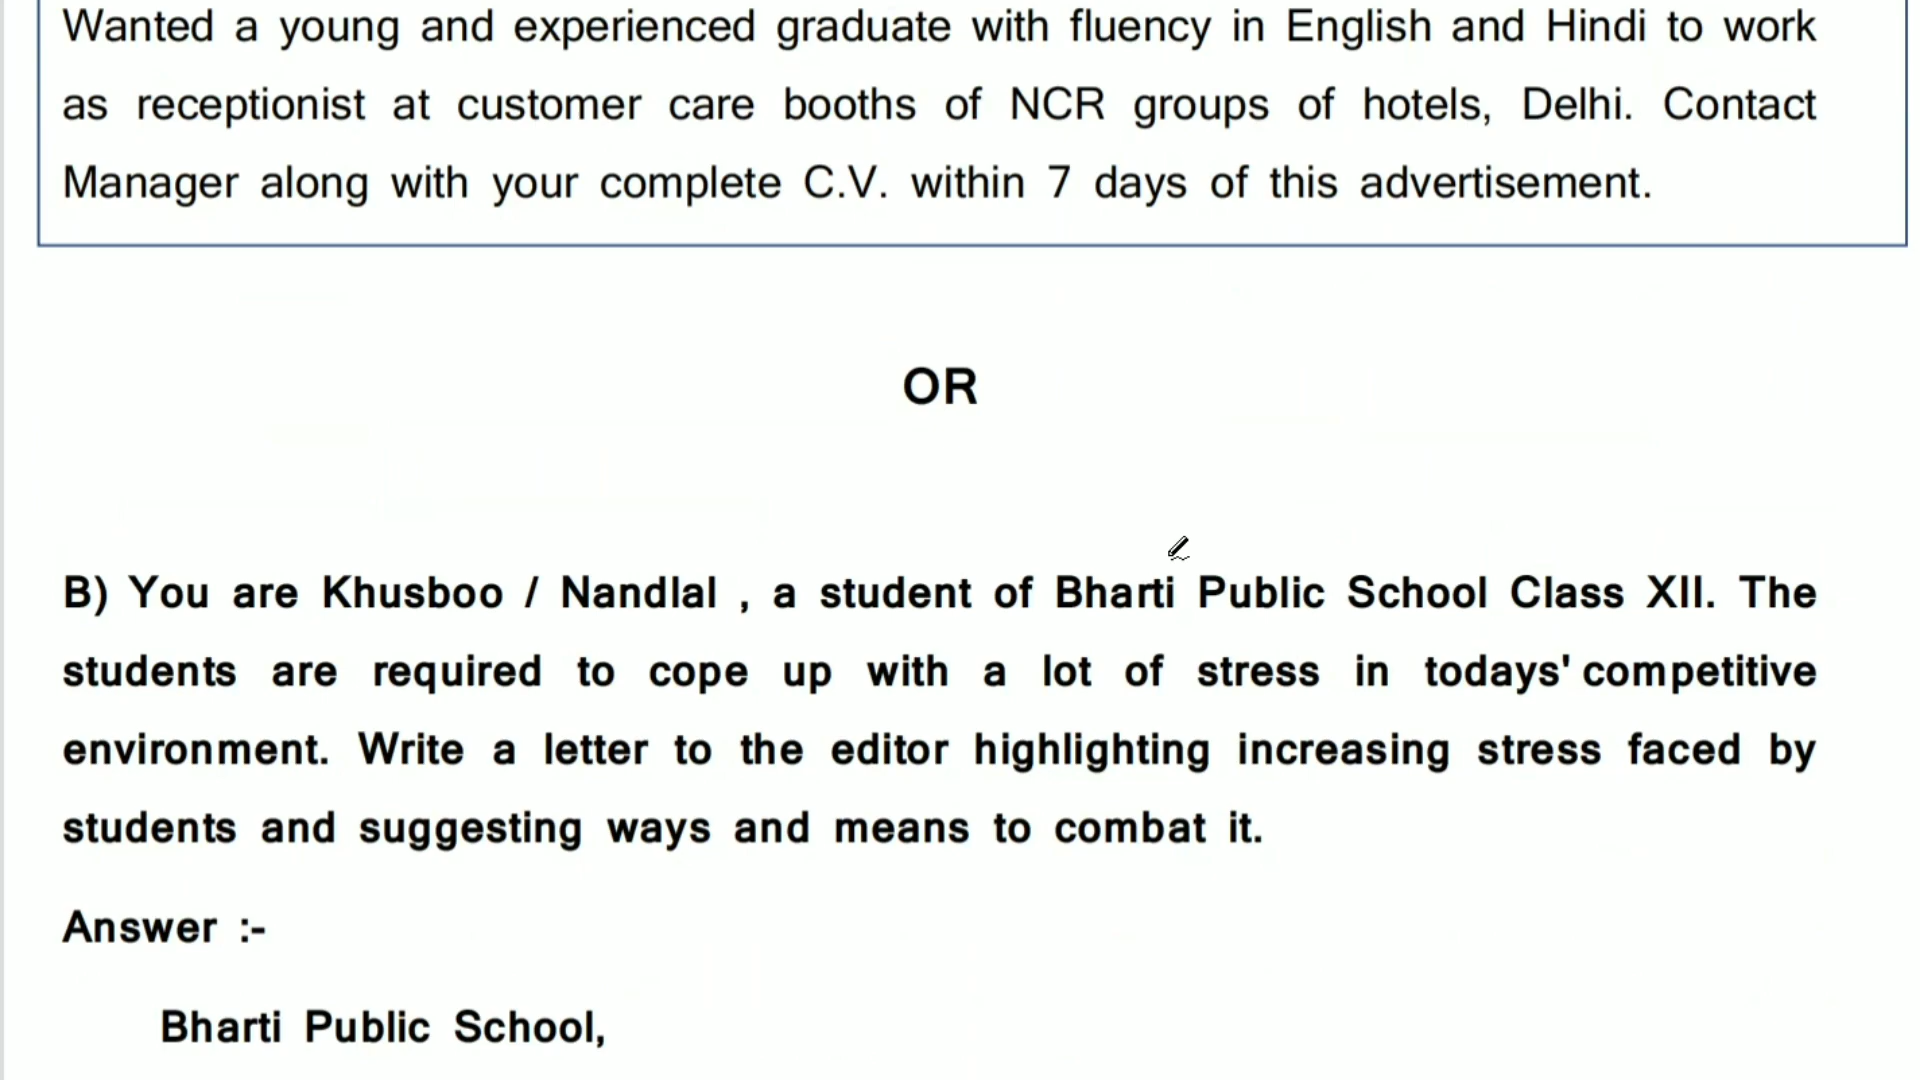 Wanted a young and experienced graduate with fluency in English and Hindi to work
as receptionist at customer care booths of NCR groups of hotels, Delhi. Contact
Manager along with your complete C.V. within 7 days of this advertisement.
OR
B) You are Khusboo / Nandlal , a student of Bharti Public School Class XII. The
students are required to cope up with a lot of stress in todays' competitive
environment. Write a letter to the editor highlighting increasing stress faced by
students and suggesting ways and means to combat it.
Answer :-
Bharti Public School,